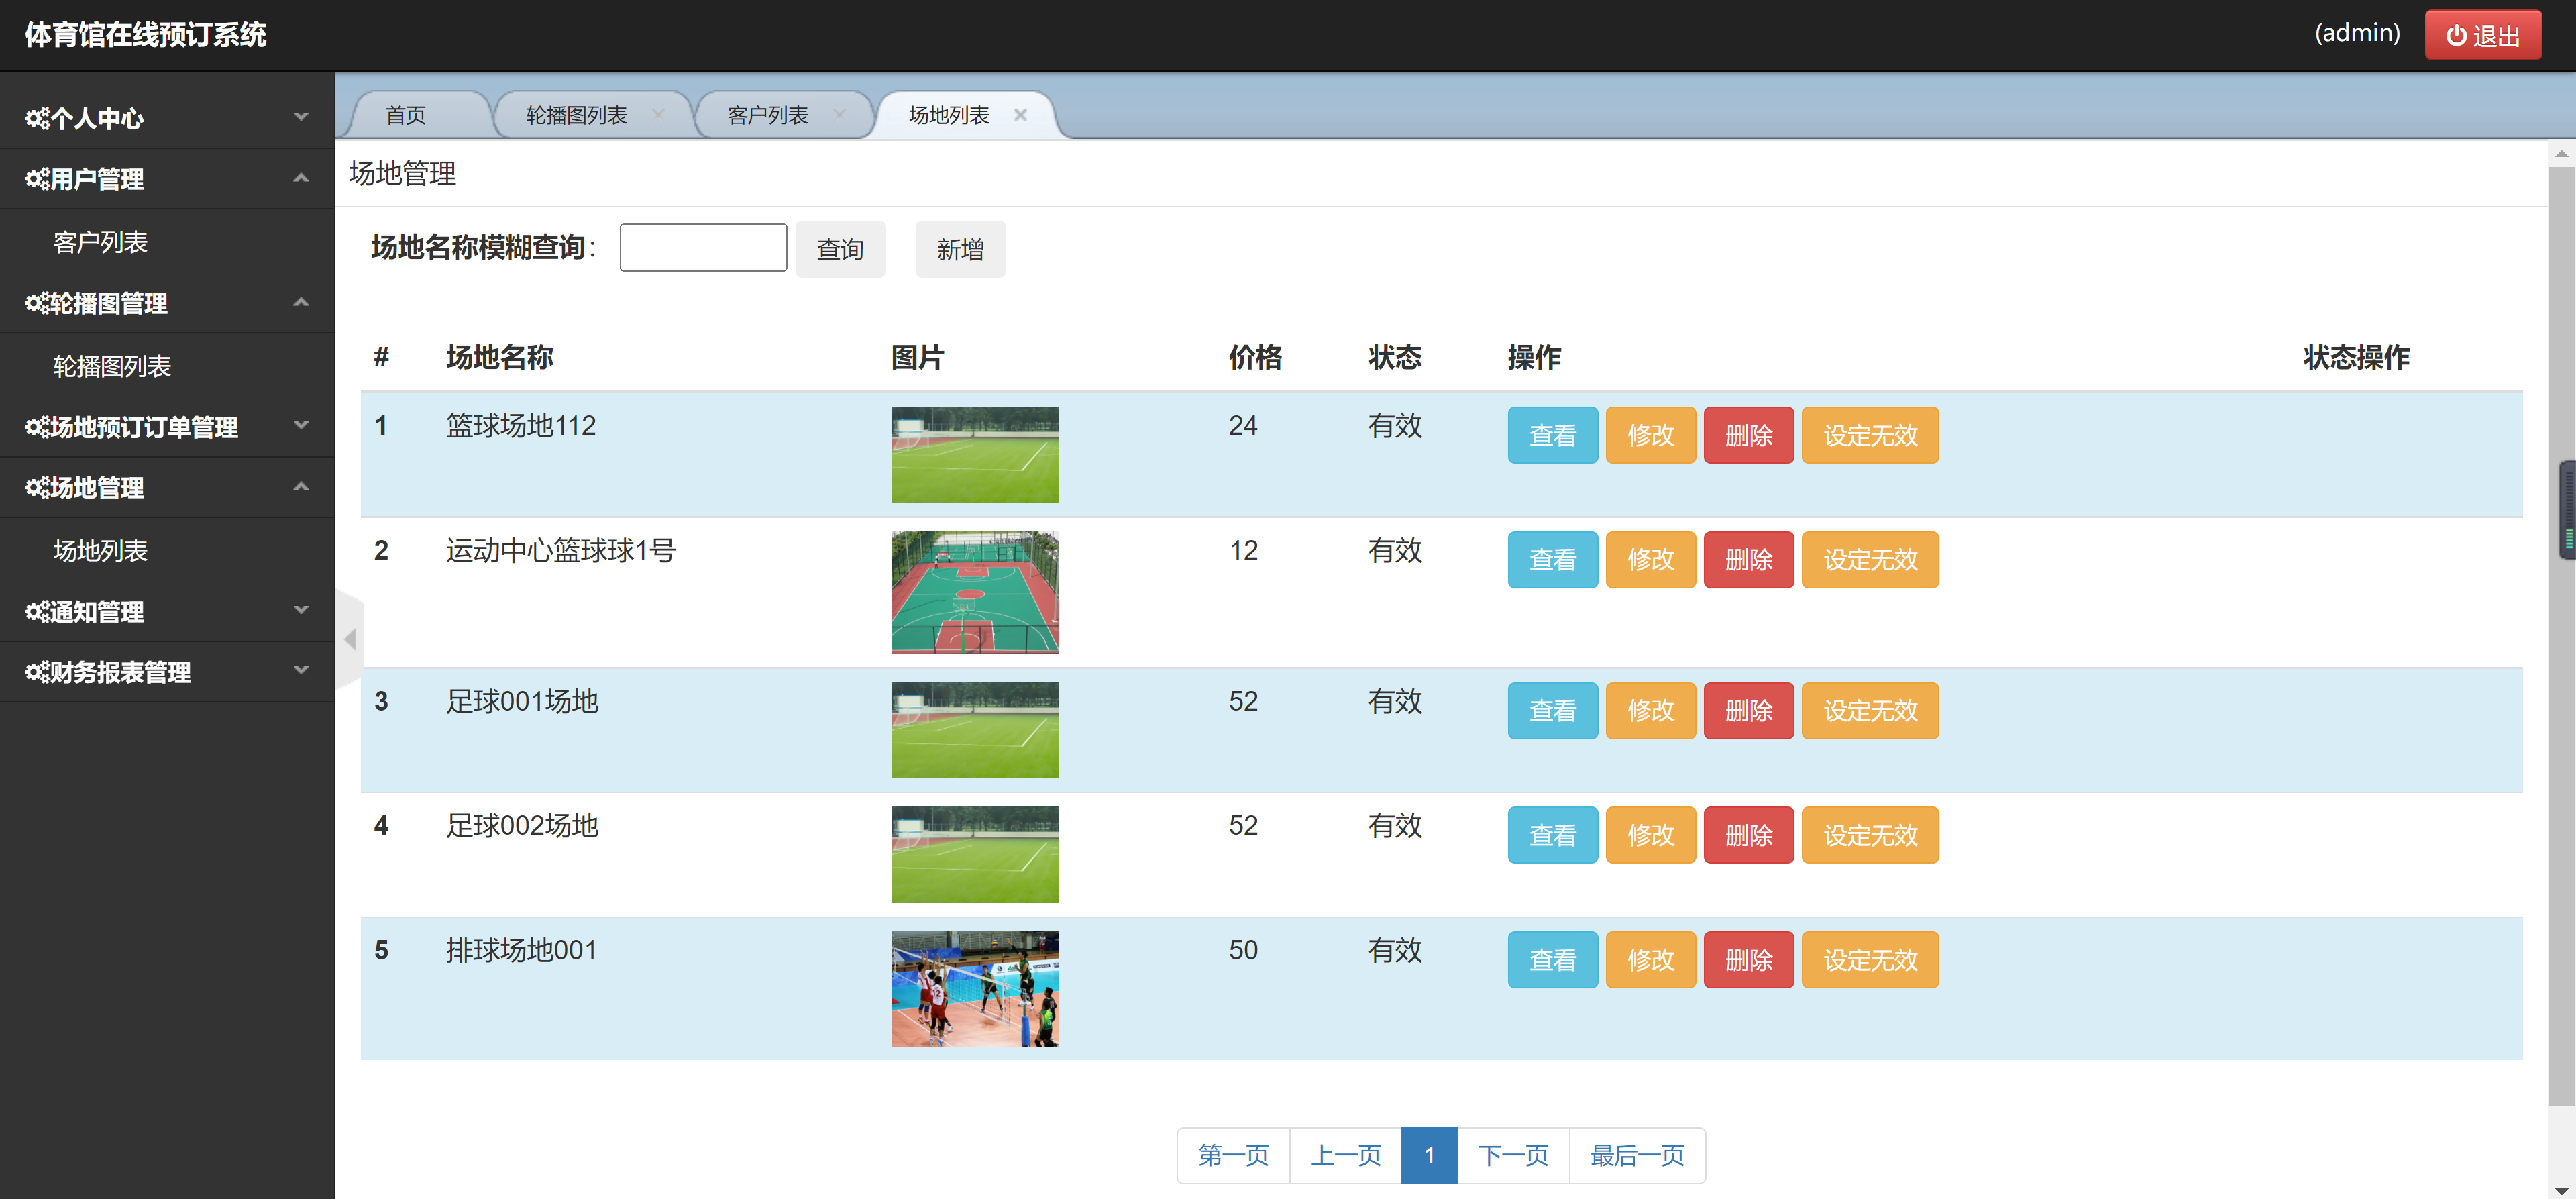 体育馆在线预订系统
(admin)
退出
个人中心
用户管理
客户列表
轮播图管理
轮播图列表
场地预订订单管理
场地管理
场地列表
通知管理
财务报表管理
首页
轮播图列表
客户列表
场地列表
场地管理
场地名称模糊查询：
查询
新增
# 场地名称 图片 价格 状态 操作 状态操作
1 篮球场地112 24 有效 查看 修改 删除 设定无效
2 运动中心篮球球1号 12 有效 查看 修改 删除 设定无效
3 足球001场地 52 有效 查看 修改 删除 设定无效
4 足球002场地 52 有效 查看 修改 删除 设定无效
5 排球场地001 50 有效 查看 修改 删除 设定无效
第一页 上一页 1 下一页 最后一页